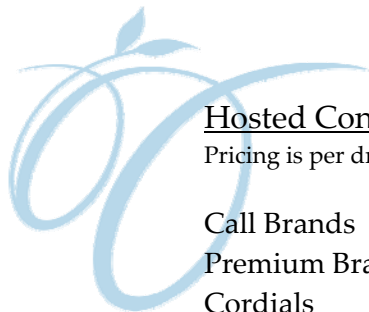 Hosted Con
Pricing is per dr
Call Brands
Premium Bra
Cordials